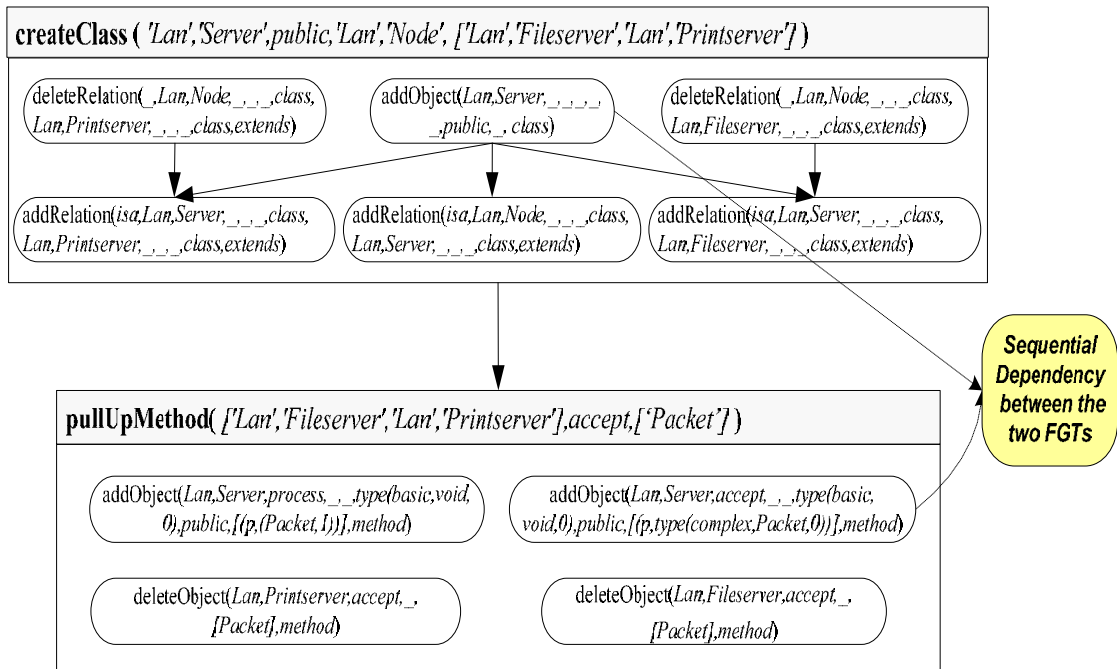 createClass ( 'Lan','Server',public,'Lan','Node', ['Lan','Fileserver','Lan','Printserver'] )
deleteRelation(_,Lan,Node,_,_,_,class,
Lan,Printserver,_,_,_,class,extends)
addObject(Lan,Server,_,_,_,_,
_,public,_, class)
deleteRelation(_,Lan,Node,_,_,_,class,
Lan,Fileserver,_,_,_,class,extends)
addRelation(isa,Lan,Server,_,_,_,class,
Lan,Printserver,_,_,_,class,extends)
addRelation(isa,Lan,Node,_,_,_,class,
Lan,Server,_,_,_,class,extends)
addRelation(isa,Lan,Server,_,_,_,class,
Lan,Fileserver,_,_,_,class,extends)
Sequential
Dependency
between the
two FGTs
pullUpMethod( ['Lan','Fileserver','Lan','Printserver'],accept,[‘Packet’] )
addObject(Lan,Server,process,_,_,type(basic,void,
0),public,[(p,(Packet,1))],method)
addObject(Lan,Server,accept,_,_,type(basic,
void,0),public,[(p,type(complex,Packet,0))],method)
deleteObject(Lan,Printserver,accept,_,
[Packet],method)
deleteObject(Lan,Fileserver,accept,_,
[Packet],method)